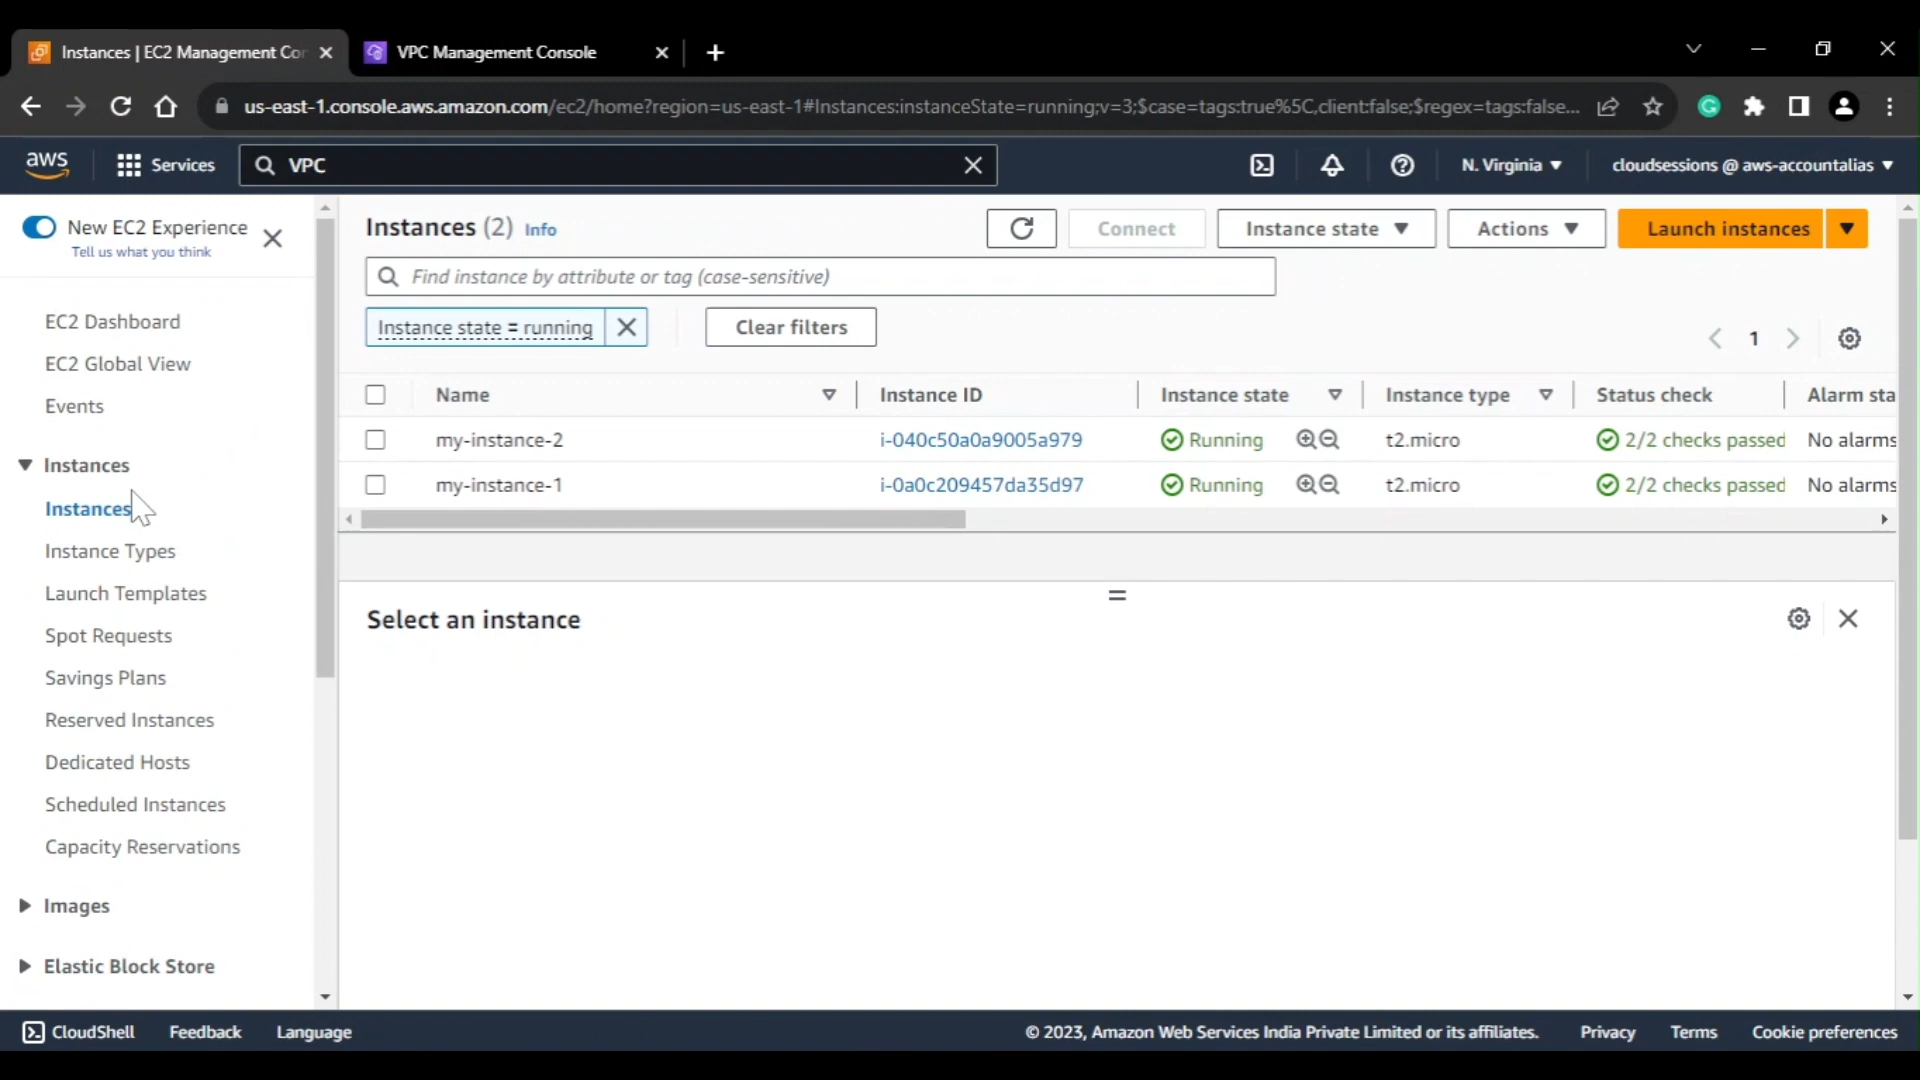 Instances | EC2 Management Con
VPC Management Console
us-east-1.console.aws.amazon.com/ec2/home?region=us-east-1#Instances:instanceState=running;v=3;$case=tags:true%5C,client:false;$regex=tags:false...
aws
Services
VPC
N. Virginia
cloudsessions @ aws-accountalias
New EC2 Experience
Tell us what you think
EC2 Dashboard
EC2 Global View
Events
Instances
Instances
Instance Types
Launch Templates
Spot Requests
Savings Plans
Reserved Instances
Dedicated Hosts
Scheduled Instances
Capacity Reservations
Images
Elastic Block Store
Instances (2) Info
Connect
Instance state
Actions
Launch instances
Find instance by attribute or tag (case-sensitive)
Instance state = running
Clear filters
1
Name Instance ID Instance state Instance type Status check Alarm sta
my-instance-2 i-040c50a0a9005a979 Running t2.micro 2/2 checks passed No alarms
my-instance-1 i-0a0c209457da35d97 Running t2.micro 2/2 checks passed No alarms
Select an instance
CloudShell Feedback Language
© 2023, Amazon Web Services India Private Limited or its affiliates. Privacy Terms Cookie preferences